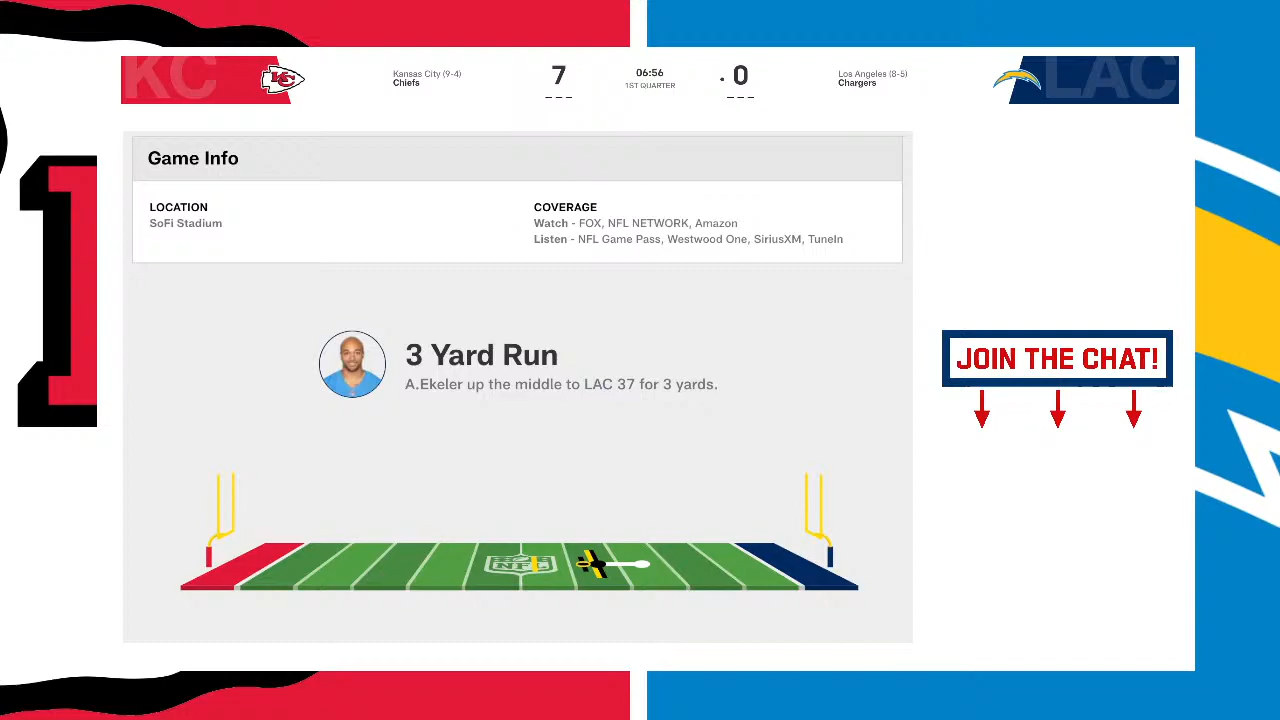 KC
KC
Kansas City (9-4)
Chiefs
7
06:56
1ST QUARTER
0
Los Angeles (8-5)
Chargers
LAC
Game Info
LOCATION
SoFi Stadium
COVERAGE
Watch - FOX, NFL NETWORK, Amazon
Listen - NFL Game Pass, Westwood One, SiriusXM, TuneIn
3 Yard Run
A.Ekeler up the middle to LAC 37 for 3 yards.
JOIN THE CHAT!
NFL